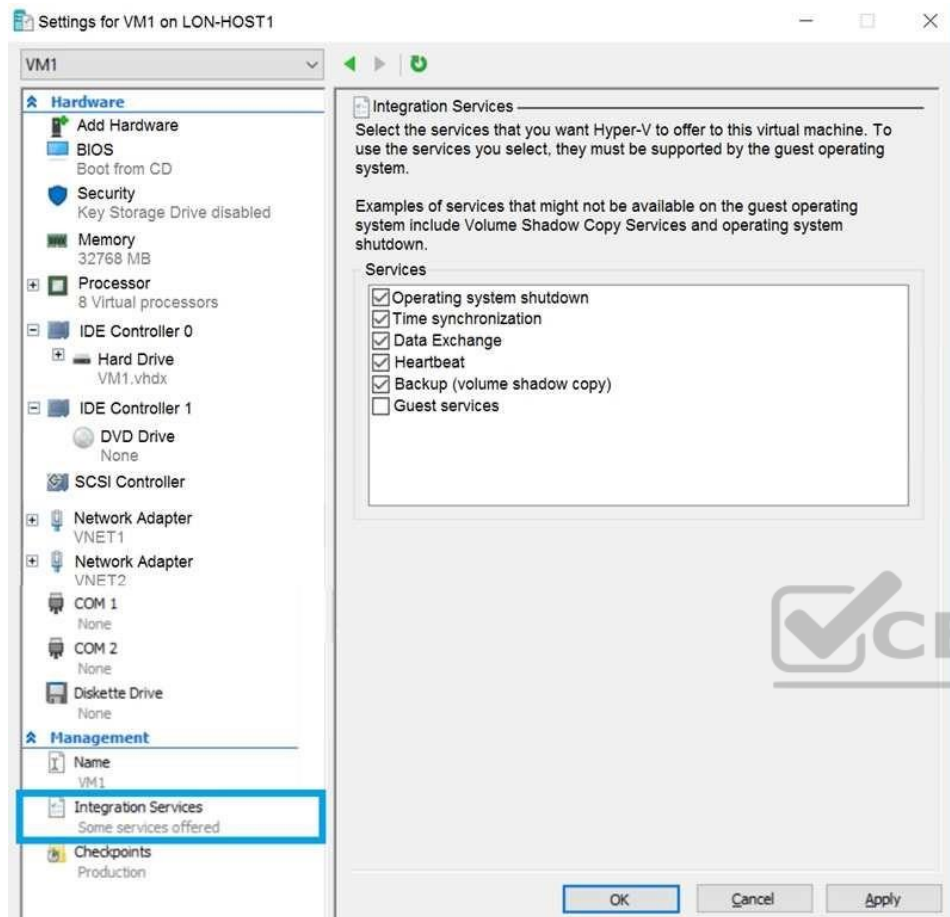 Settings for VM1 on LON-HOST1
VM1
Hardware
Add Hardware
BIOS
Boot from CD
Security
Key Storage Drive disabled
Memory
32768 MB
Processor
8 Virtual processors
IDE Controller 0
Hard Drive
VM1.vhdx
IDE Controller 1
DVD Drive
None
SCSI Controller
Network Adapter
VNET1
Network Adapter
VNET2
COM 1
None
COM 2
None
Diskette Drive
None
Management
Name
VM1
Integration Services
Some services offered
Checkpoints
Production
Integration Services
Select the services that you want Hyper-V to offer to this virtual machine. To
use the services you select, they must be supported by the guest operating
system.
Examples of services that might not be available on the guest operating
system include Volume Shadow Copy Services and operating system
shutdown.
Services
Operating system shutdown
Time synchronization
Data Exchange
Heartbeat
Backup (volume shadow copy)
Guest services
OK
Cancel
Apply